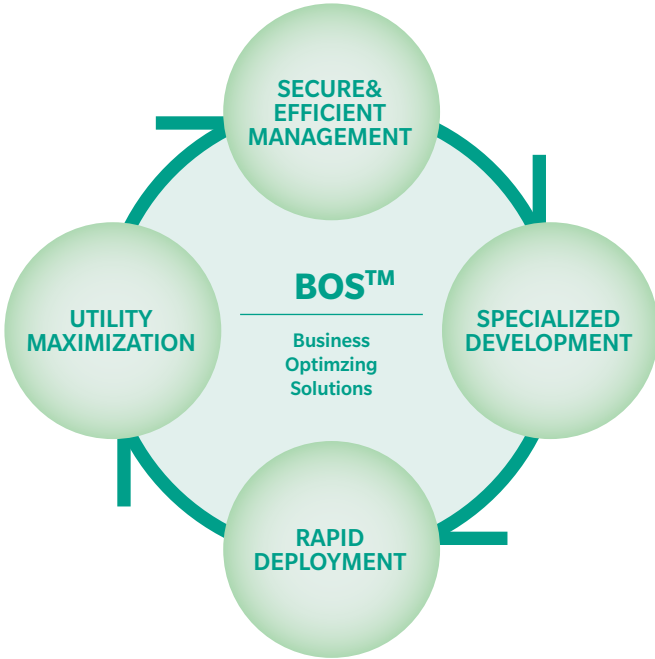 SECURE&
EFFICIENT
MANAGEMENT
UTILITY
MAXIMIZATION
BOS™
Business
Optimzing
Solutions
SPECIALIZED
DEVELOPMENT
RAPID
DEPLOYMENT